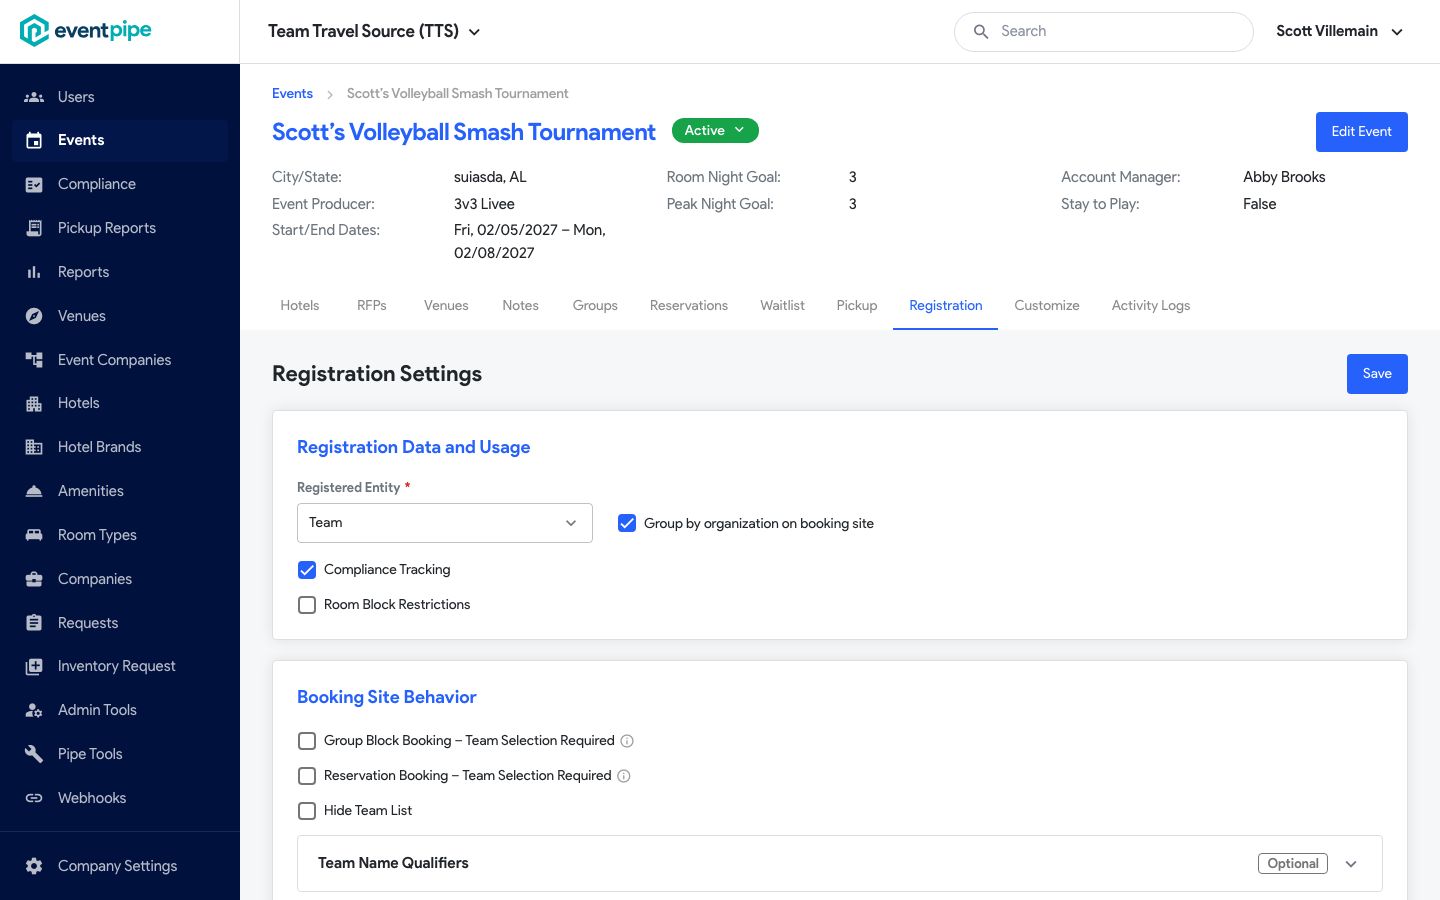 eventpipe
Team Travel Source (TTS)
Search
Scott Villemain
Users
Events
Compliance
Pickup Reports
Reports
Venues
Event Companies
Hotels
Hotel Brands
Amenities
Room Types
Companies
Requests
Inventory Request
Admin Tools
Pipe Tools
Webhooks
Company Settings
Events > Scott's Volleyball Smash Tournament
Scott's Volleyball Smash Tournament
Active
Edit Event
City/State: suiasda, AL
Event Producer: 3v3 Livee
Start/End Dates: Fri, 02/05/2027 – Mon,
02/08/2027
Room Night Goal: 3
Peak Night Goal: 3
Account Manager: Abby Brooks
Stay to Play: False
Hotels RFPs Venues Notes Groups Reservations Waitlist Pickup Registration Customize Activity Logs
Registration Settings
Save
Registration Data and Usage
Registered Entity *
Team
Group by organization on booking site
Compliance Tracking
Room Block Restrictions
Booking Site Behavior
Group Block Booking – Team Selection Required
Reservation Booking – Team Selection Required
Hide Team List
Team Name Qualifiers
Optional